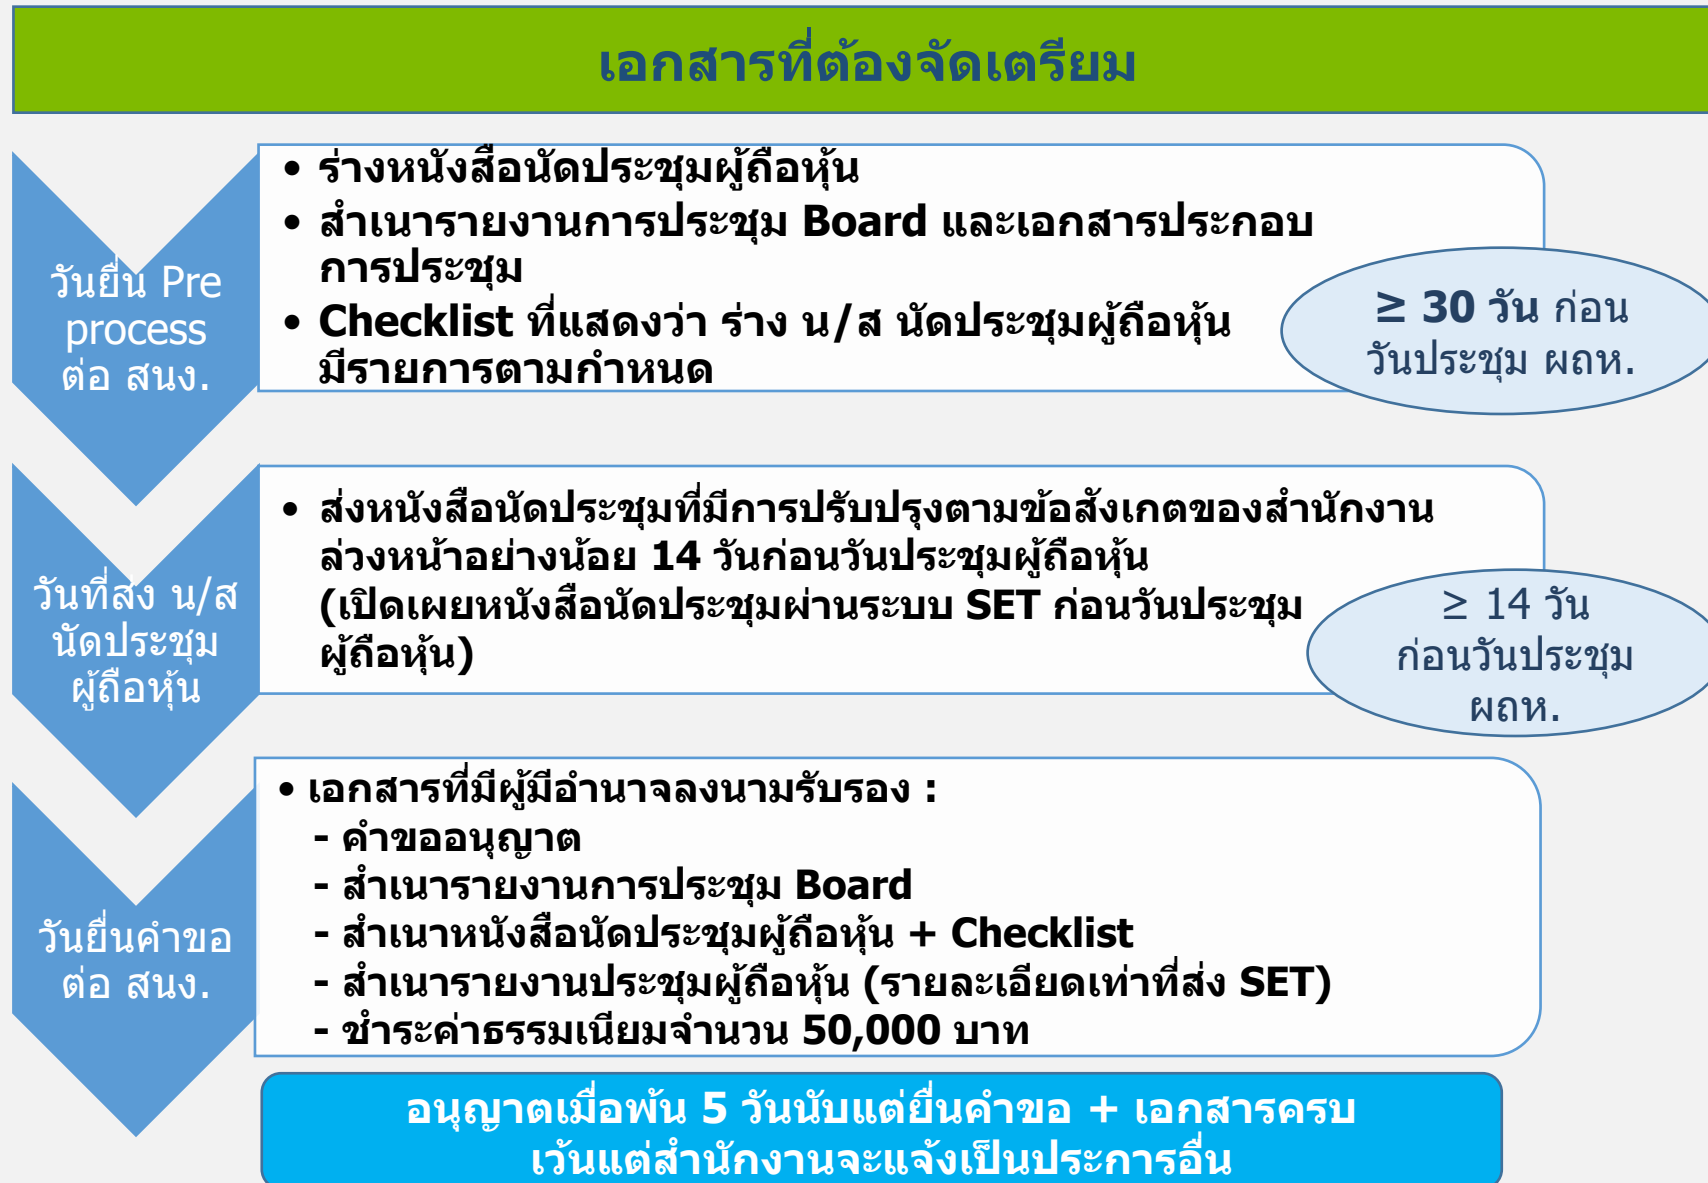 เอกสารที่ต้องจัดเตรียม
วันยื่น Pre
process
ต่อ สนง.
• ร่างหนังสือนัดประชุมผู้ถือหุ้น
• สำเนารายงานการประชุม Board และเอกสารประกอบ
การประชุม
• Checklist ที่แสดงว่า ร่าง น/ส นัดประชุมผู้ถือหุ้น
มีรายการตามกำหนด
≥ 30 วัน ก่อน
วันประชุม ผถห.
วันที่ส่ง น/ส
นัดประชุม
ผู้ถือหุ้น
• ส่งหนังสือนัดประชุมที่มีการปรับปรุงตามข้อสังเกตของสำนักงาน
ล่วงหน้าอย่างน้อย 14 วันก่อนวันประชุมผู้ถือหุ้น
(เปิดเผยหนังสือนัดประชุมผ่านระบบ SET ก่อนวันประชุม
ผู้ถือหุ้น)
≥ 14 วัน
ก่อนวันประชุม
ผถห.
วันยื่นคำขอ
ต่อ สนง.
• เอกสารที่มีผู้มีอำนาจลงนามรับรอง :
- คำขออนุญาต
- สำเนารายงานการประชุม Board
- สำเนาหนังสือนัดประชุมผู้ถือหุ้น + Checklist
- สำเนารายงานประชุมผู้ถือหุ้น (รายละเอียดเท่าที่ส่ง SET)
- ชำระค่าธรรมเนียมจำนวน 50,000 บาท
อนุญาตเมื่อพ้น 5 วันนับแต่ยื่นคำขอ + เอกสารครบ
เว้นแต่สำนักงานจะแจ้งเป็นประการอื่น